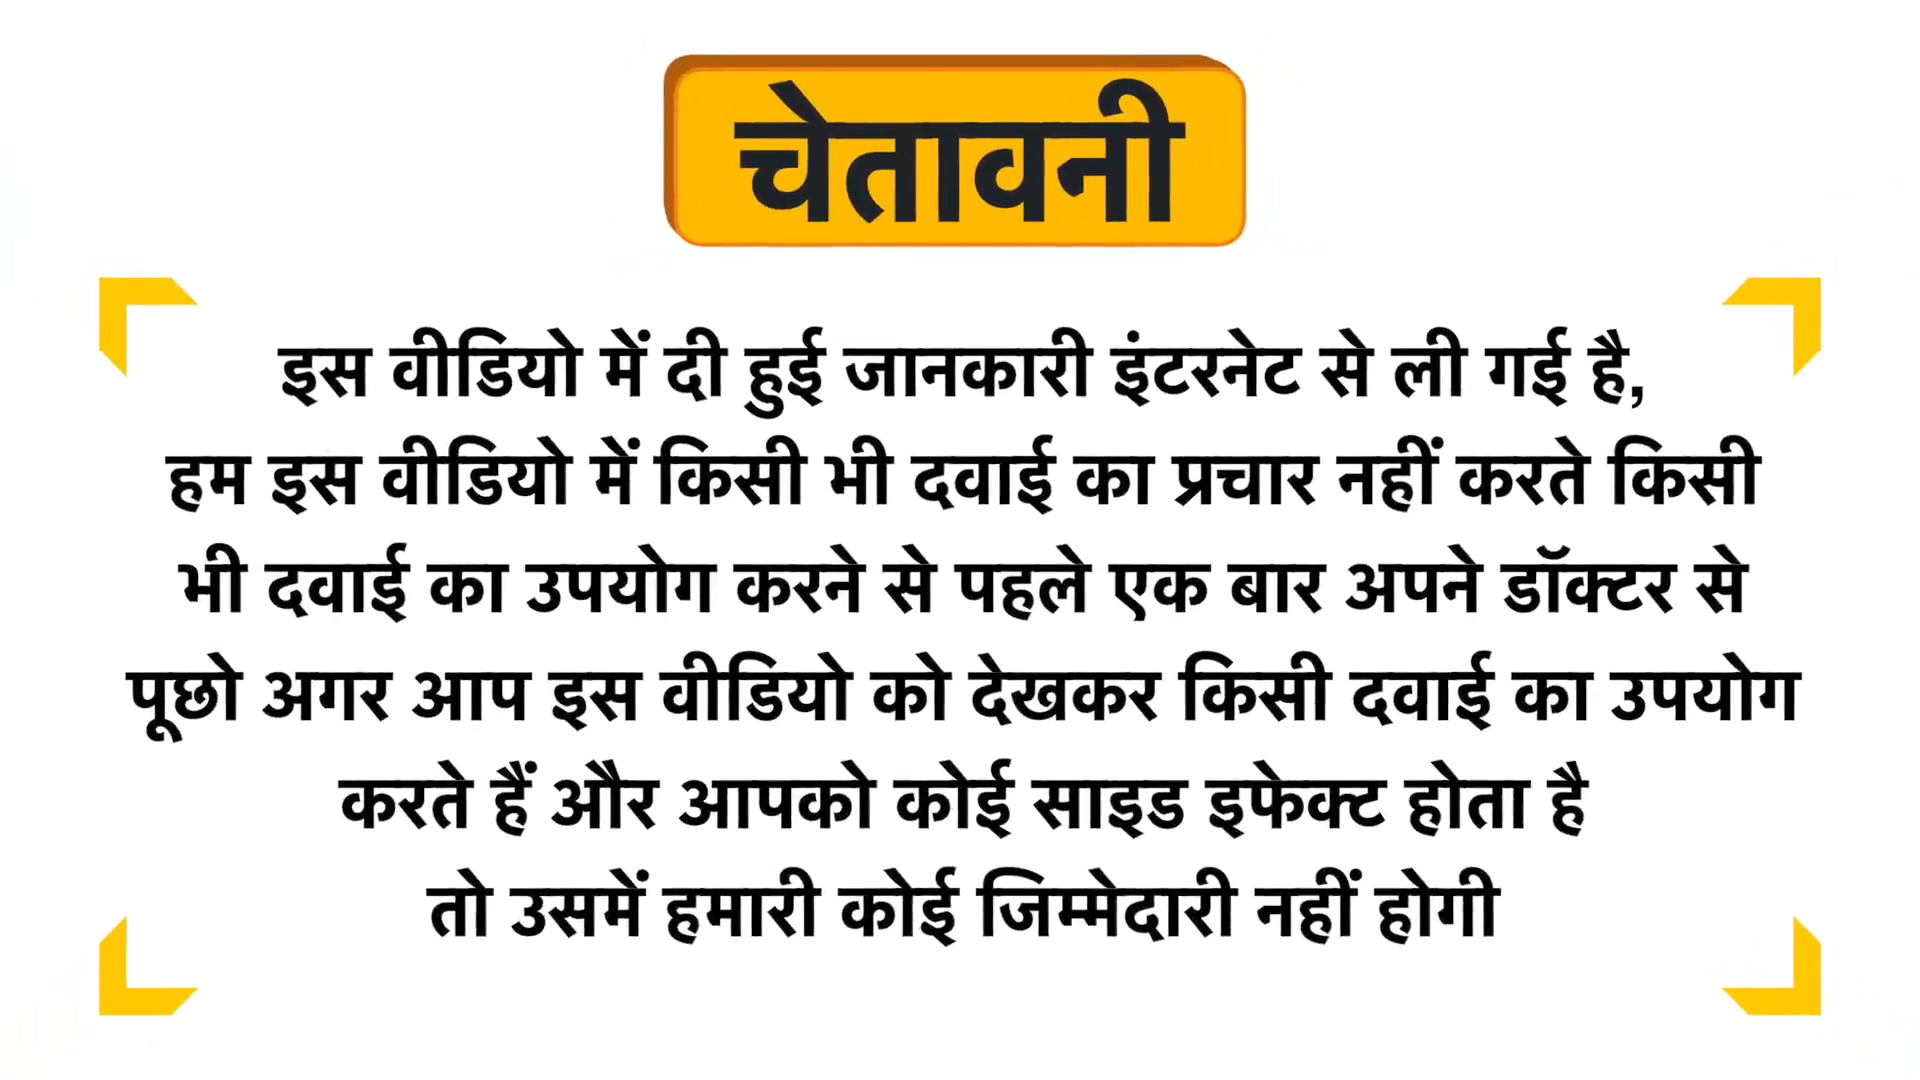 चेतावनी
इस वीडियो में दी हुई जानकारी इंटरनेट से ली गई है,
हम इस वीडियो में किसी भी दवाई का प्रचार नहीं करते किसी
भी दवाई का उपयोग करने से पहले एक बार अपने डॉक्टर से
पूछो अगर आप इस वीडियो को देखकर किसी दवाई का उपयोग
करते हैं और आपको कोई साइड इफेक्ट होता है
तो उसमें हमारी कोई जिम्मेदारी नहीं होगी